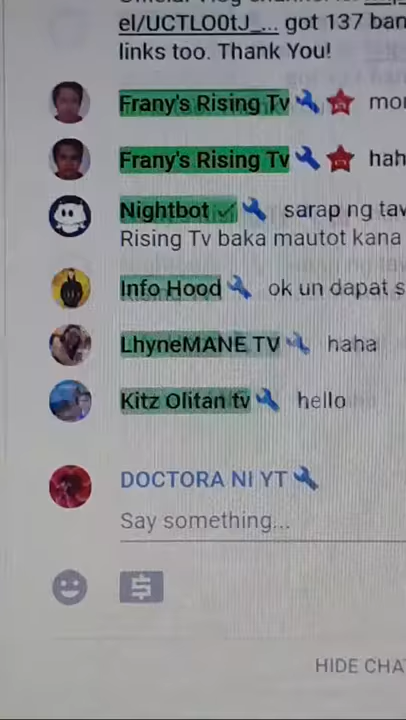 el/UCTLO0tJ_... got 137 ban
links too. Thank You!
Frany's Rising Tv
Frany's Rising Tv hah
Nightbot sarap ng tav
Rising Tv baka mautot kana
Info Hood ok un dapat s
LhyneMANE TV haha
Kitz Olitan tv hello
DOCTORA NI YT
Say something...
HIDE CHA